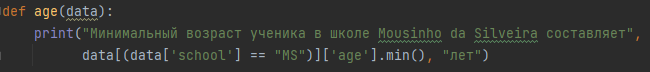 def age(data):
print("Минимальный возраст ученика в школе Mousinho da Silveira составляет",
data[(data['school'] == "MS")]['age'].min(), "лет")